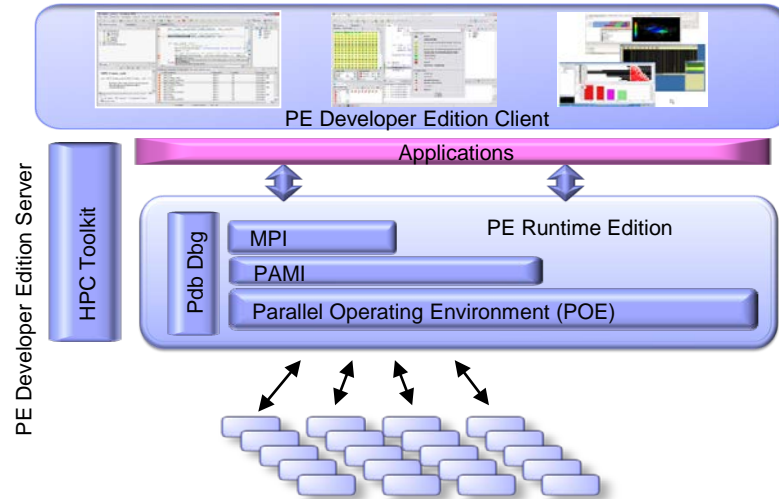 PE Developer Edition Client
Applications
PE Developer Edition Server
HPC Toolkit
Pdb Dbg
PE Runtime Edition
MPI
PAMI
Parallel Operating Environment (POE)